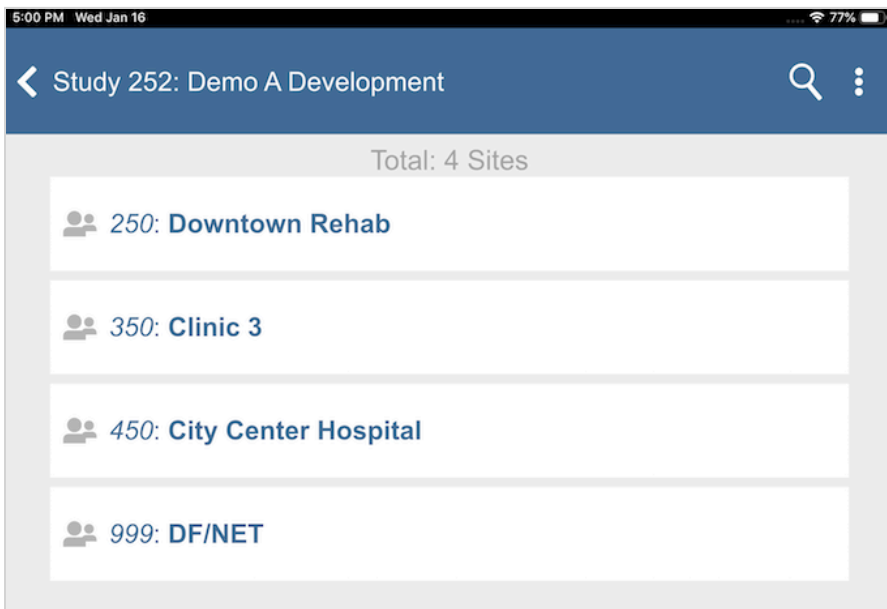 5:00 PM Wed Jan 16 77%
Study 252: Demo A Development
Total: 4 Sites
250: Downtown Rehab
350: Clinic 3
450: City Center Hospital
999: DF/NET